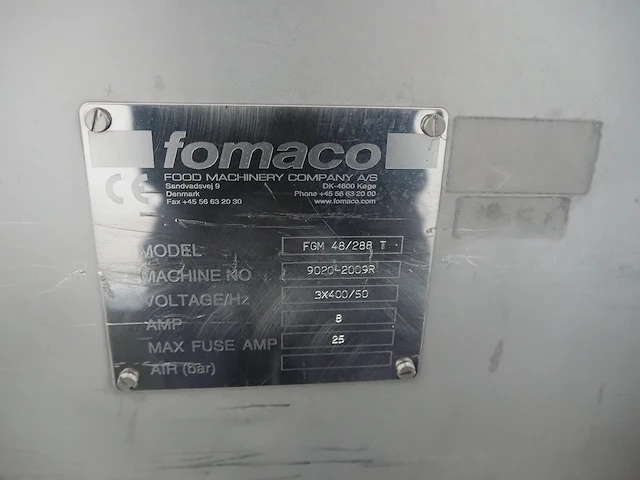 fomaco
FOOD MACHINERY COMPANY A/S
CE
Sandvadsvej 9
DK-4600 Køge
Denmark
Phone +45 56 63 20 00
Fax +45 56 63 20 30
www.fomaco.com
MODEL FGM 48/288 T
MACHINE NO 9020-2009R
VOLTAGE/Hz 3X400/50
AMP 8
MAX FUSE AMP 25
AIR (bar)